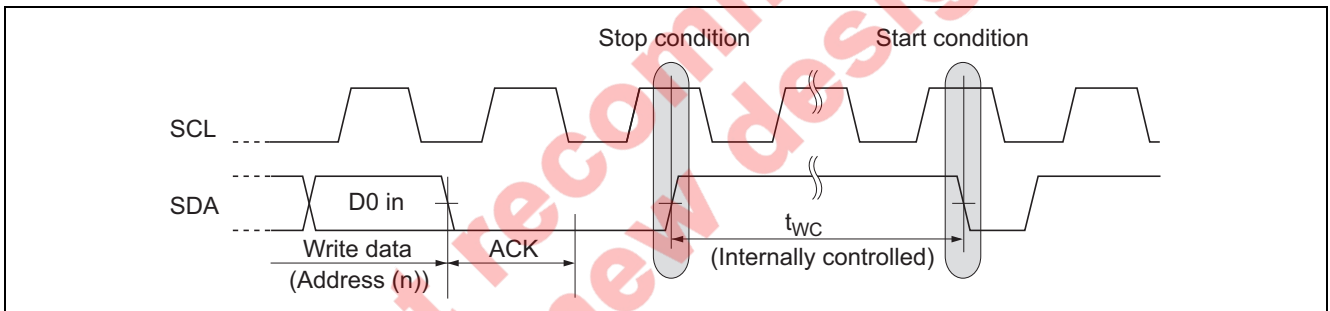 Stop condition
Start condition
SCL
SDA
D0 in
Write data
(Address (n))
ACK
tWC
(Internally controlled)